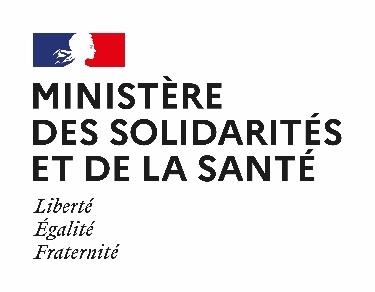 MINISTÈRE
DES SOLIDARITÉS
ET DE LA SANTÉ
Liberté
Égalité
Fraternité